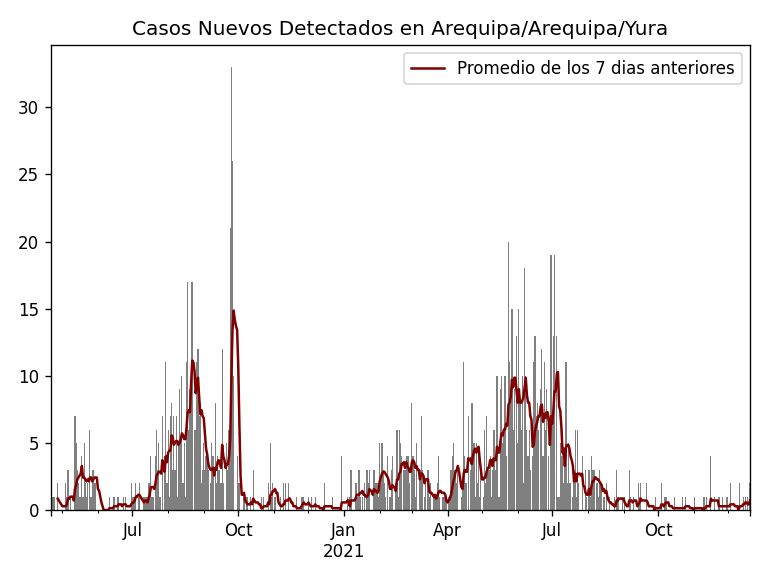 Casos Nuevos Detectados en Arequipa/Arequipa/Yura
Promedio de los 7 dias anteriores
30
25
20
15
10
5
0
Jul
Oct
Jan
2021
Apr
Jul
Oct